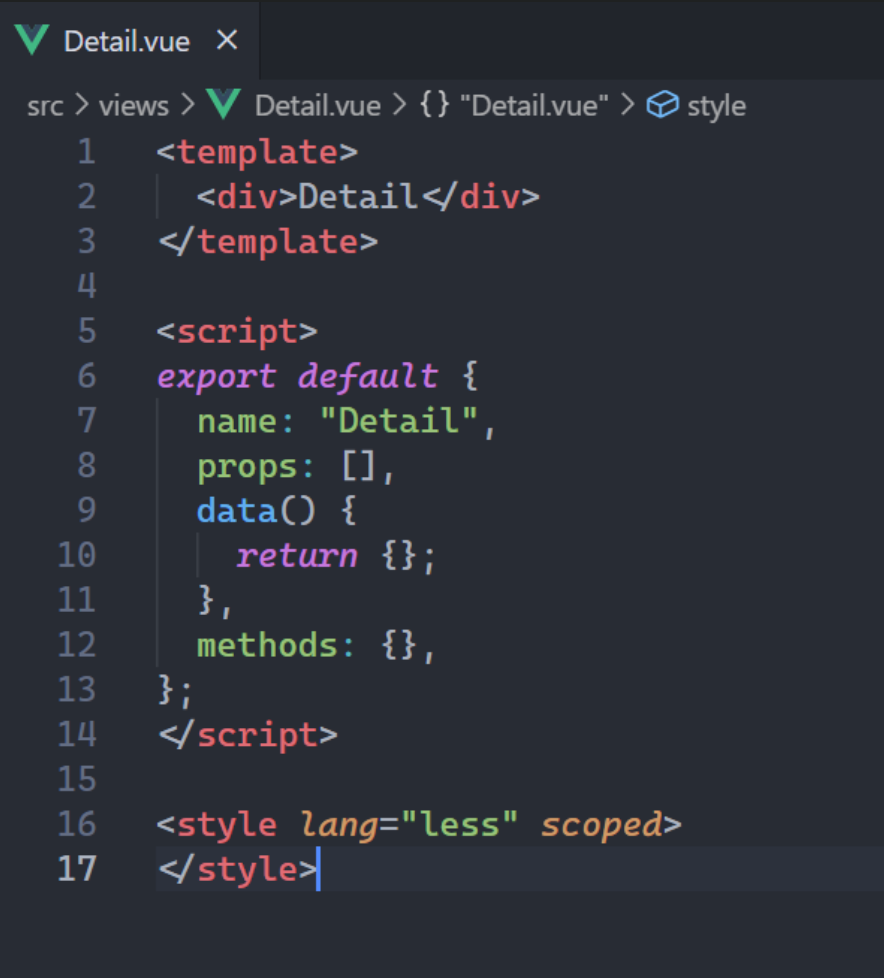 Detail.vue ×
src > views > Detail.vue > {} "Detail.vue" > style
1 <template>
2   <div>Detail</div>
3 </template>
4
5 <script>
6 export default {
7   name: "Detail",
8   props: [],
9   data() {
10     return {};
11   },
12   methods: {},
13 };
14 </script>
15
16 <style lang="less" scoped>
17 </style>